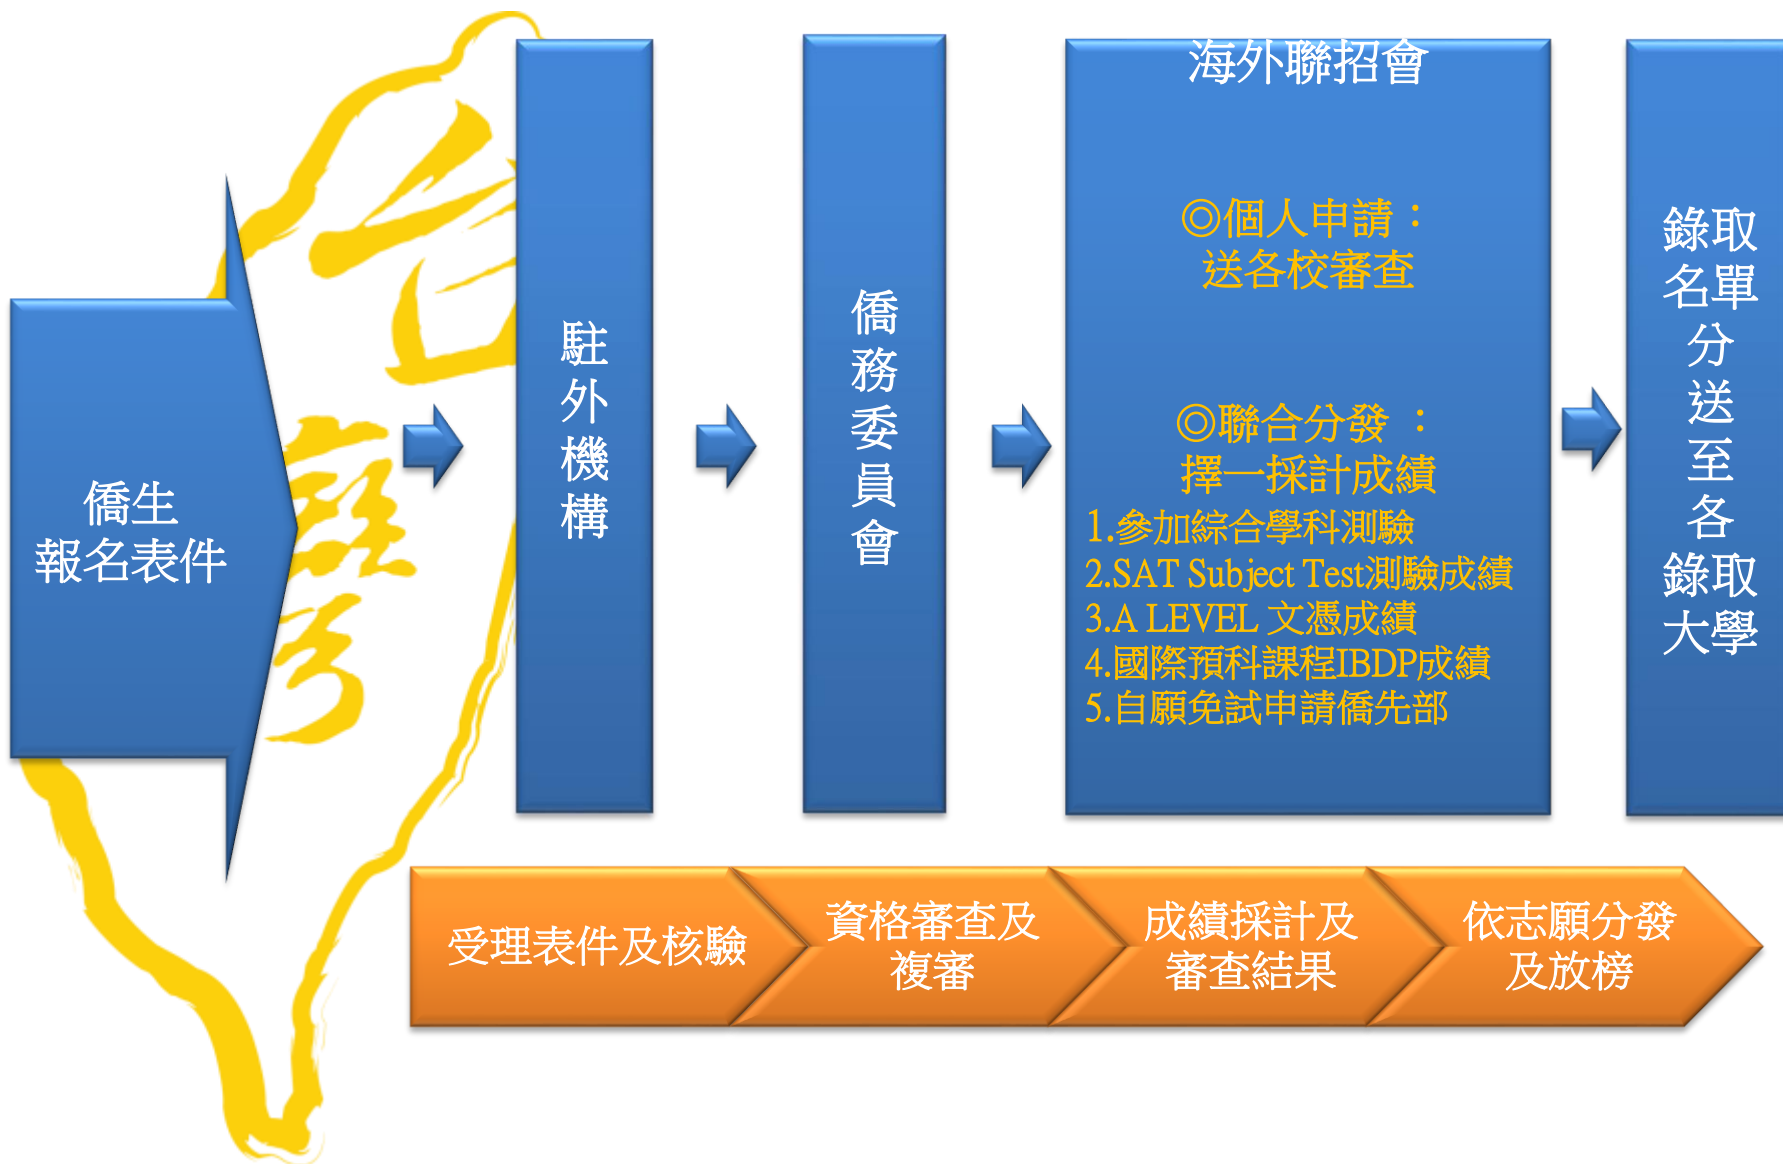 僑生
報名表件
駐外機構
僑務委員會
海外聯招會
◎個人申請：
送各校審查
◎聯合分發 ：
擇一採計成績
1.參加綜合學科測驗
2.SAT Subject Test測驗成績
3.A LEVEL 文憑成績
4.國際預科課程IBDP成績
5.自願免試申請僑先部
錄取
名單
分
送
至
各
錄取
大學
受理表件及核驗
資格審查及
複審
成績採計及
審查結果
依志願分發
及放榜
台灣